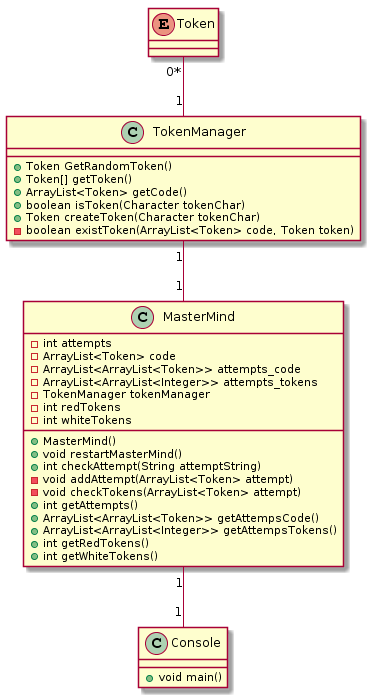 E Token
0*
1
C TokenManager
Token GetRandomToken()
Token[] getToken()
ArrayList<Token> getCode()
boolean isToken(Character tokenChar)
Token createToken(Character tokenChar)
boolean existToken(ArrayList<Token> code, Token token)
1
1
C MasterMind
int attempts
ArrayList<Token> code
ArrayList<ArrayList<Token>> attempts_code
ArrayList<ArrayList<Integer>> attempts_tokens
TokenManager tokenManager
int redTokens
int whiteTokens
MasterMind()
void restartMasterMind()
int checkAttempt(String attemptString)
void addAttempt(ArrayList<Token> attempt)
void checkTokens(ArrayList<Token> attempt)
int getAttempts()
ArrayList<ArrayList<Token>> getAttempsCode()
ArrayList<ArrayList<Integer>> getAttempsTokens()
int getRedTokens()
int getWhiteTokens()
1
1
C Console
void main()